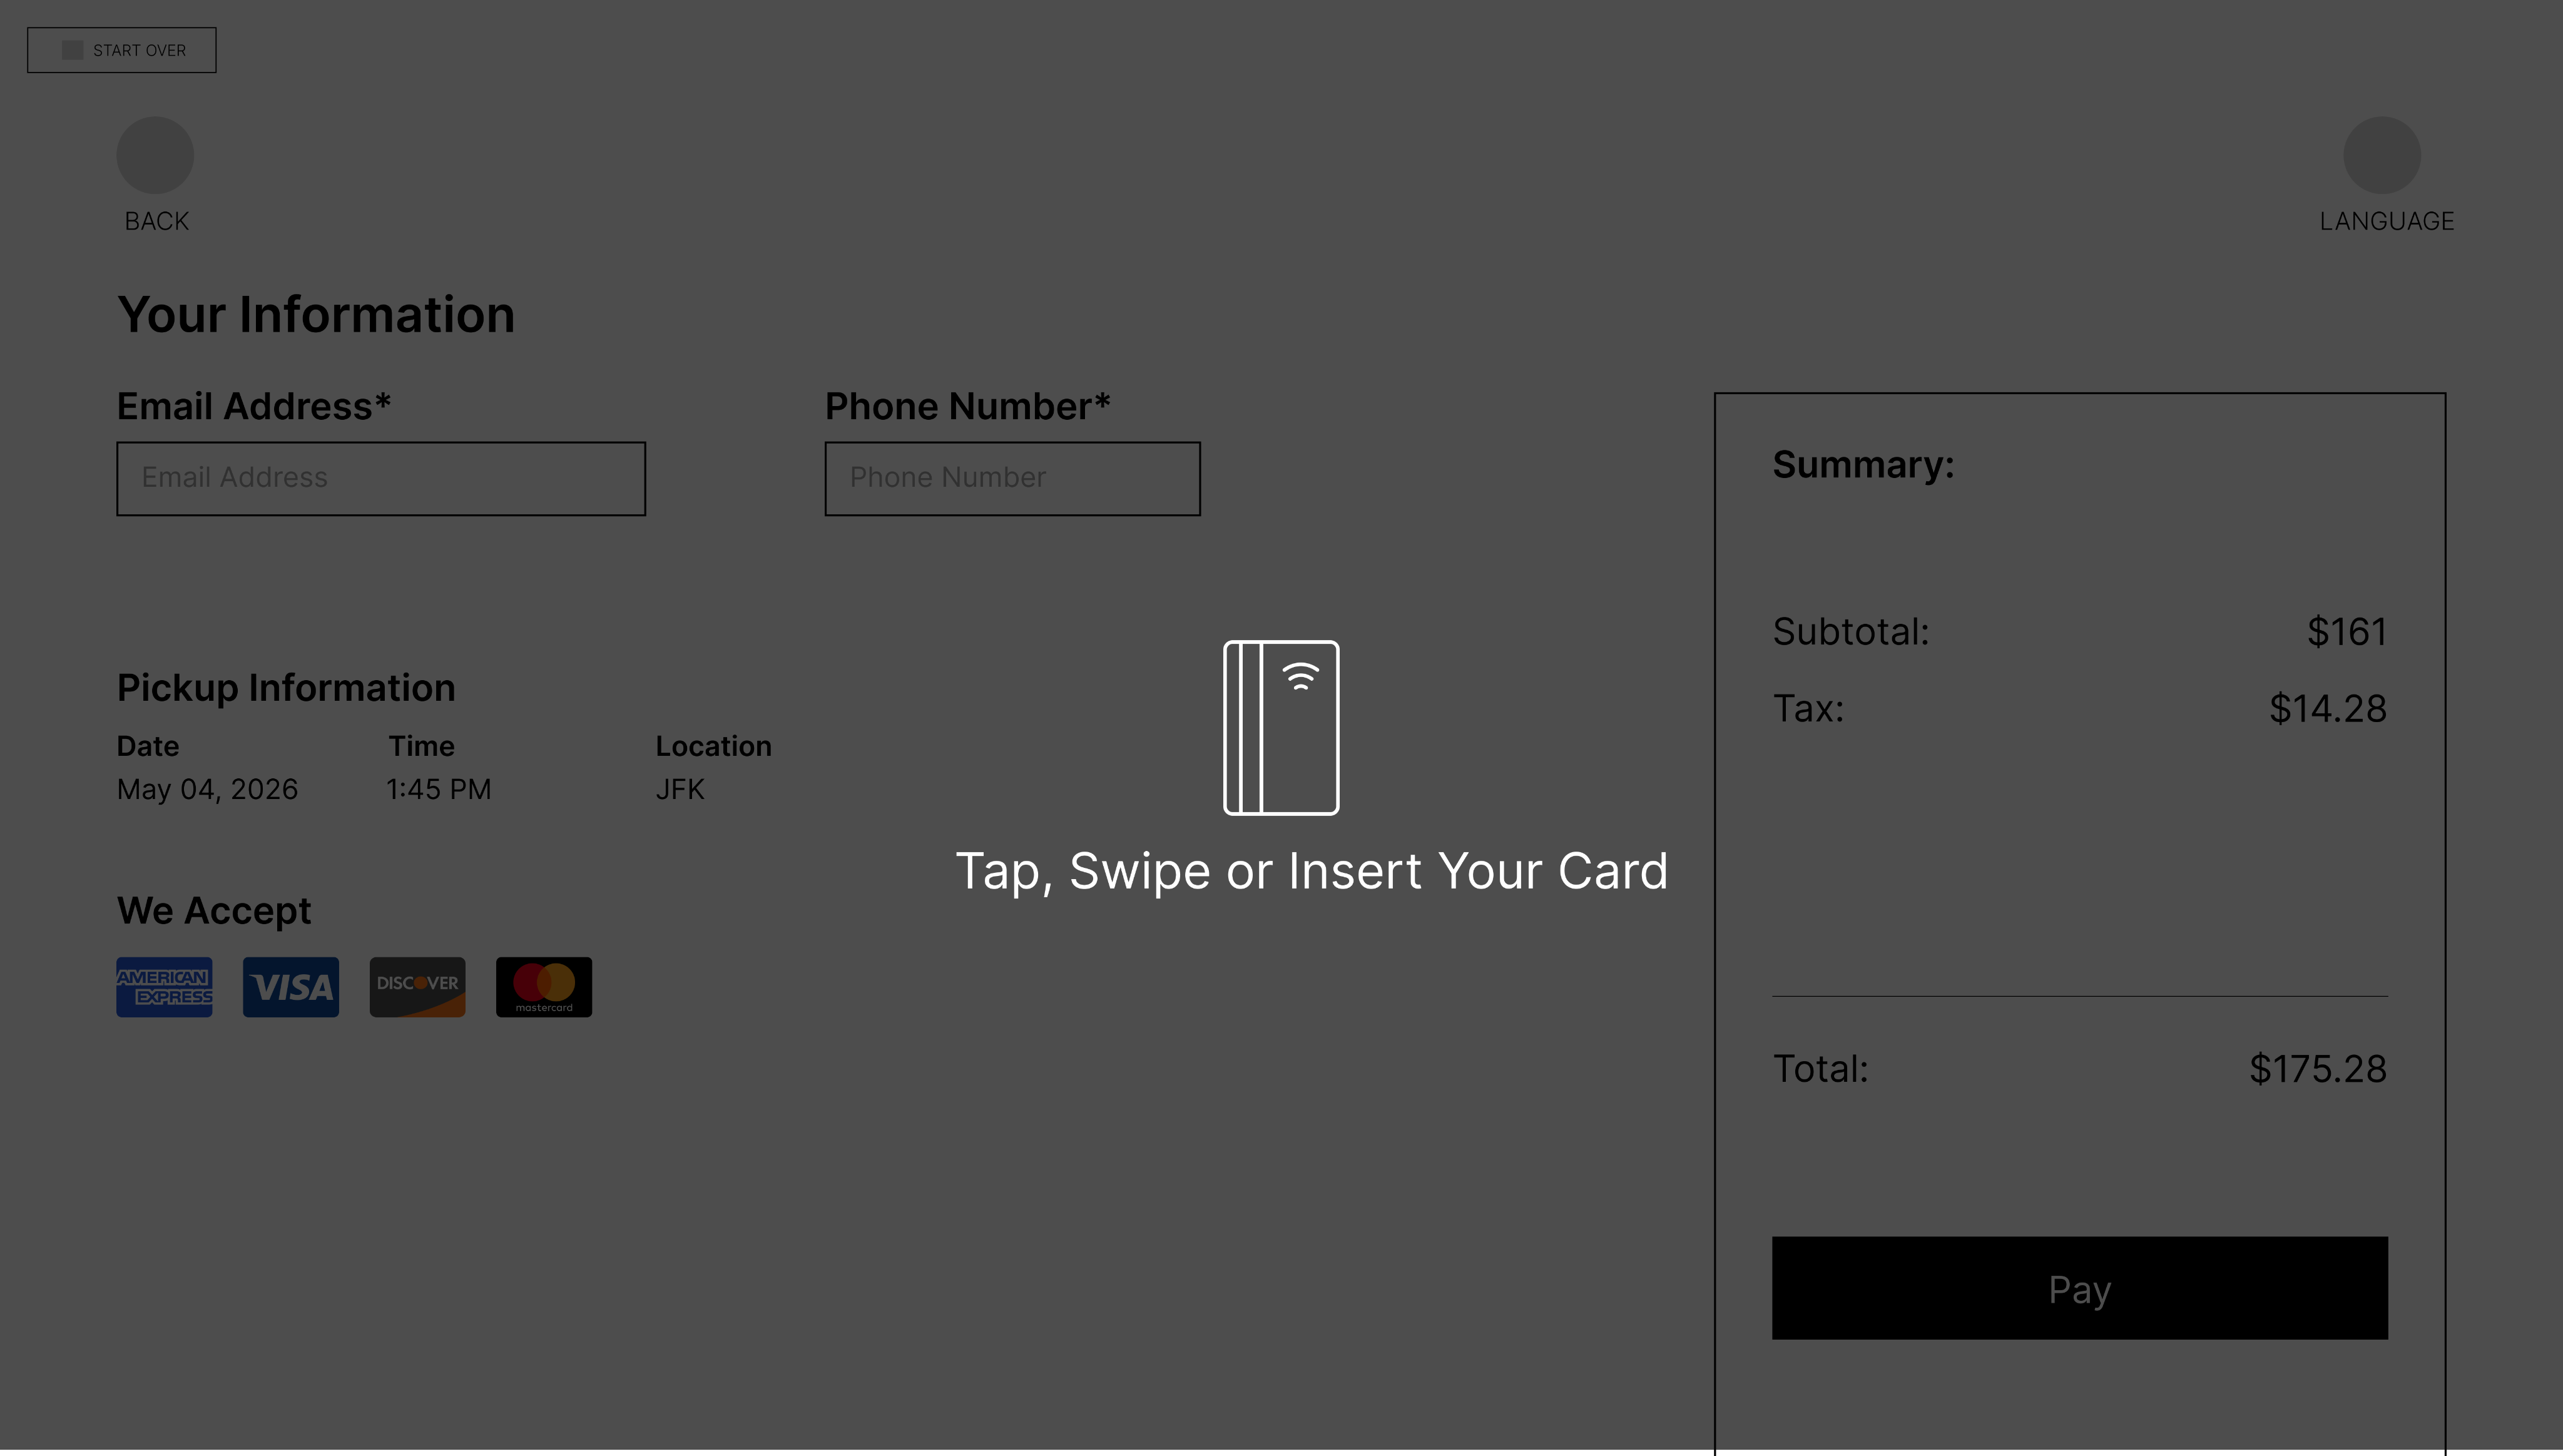 START OVER
BACK
LANGUAGE
Your Information
Email Address*
Phone Number*
Email Address
Phone Number
Summary:
Subtotal: $161
Tax: $14.28
Pickup Information
Date Time Location
May 04, 2026 1:45 PM JFK
Tap, Swipe or Insert Your Card
We Accept
AMERICAN
EXPRESS
VISA
DISCOVER
mastercard
Total: $175.28
Pay